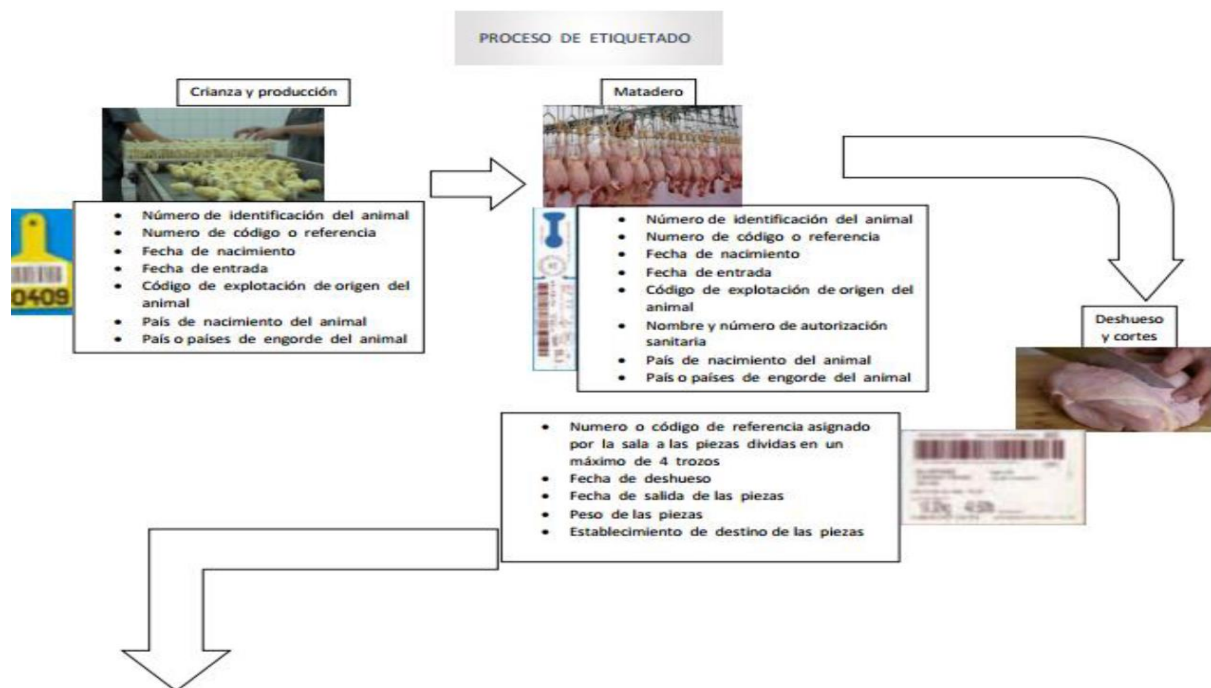 PROCESO DE ETIQUETADO
Crianza y producción
Matadero
• Número de identificación del animal
• Numero de código o referencia
• Fecha de nacimiento
• Fecha de entrada
• Código de explotación de origen del
animal
• País de nacimiento del animal
• País o países de engorde del animal
0409
• Número de identificación del animal
• Numero de código o referencia
• Fecha de nacimiento
• Fecha de entrada
• Código de explotación de origen del
animal
• Nombre y número de autorización
sanitaria
• País de nacimiento del animal
• País o países de engorde del animal
Deshueso
y cortes
• Numero o código de referencia asignado
por la sala a las piezas dividas en un
máximo de 4 trozos
• Fecha de deshueso
• Fecha de salida de las piezas
• Peso de las piezas
• Establecimiento de destino de las piezas